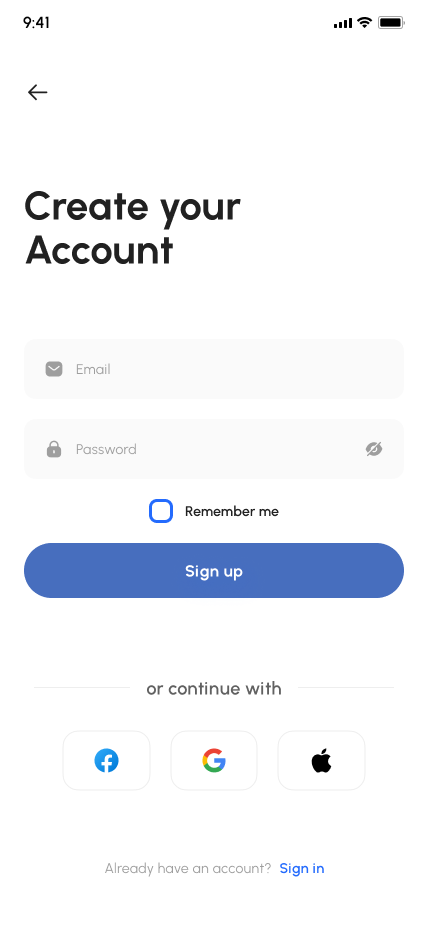 9:41
Create your
Account
Email
Password
Remember me
Sign up
or continue with
Already have an account? Sign in